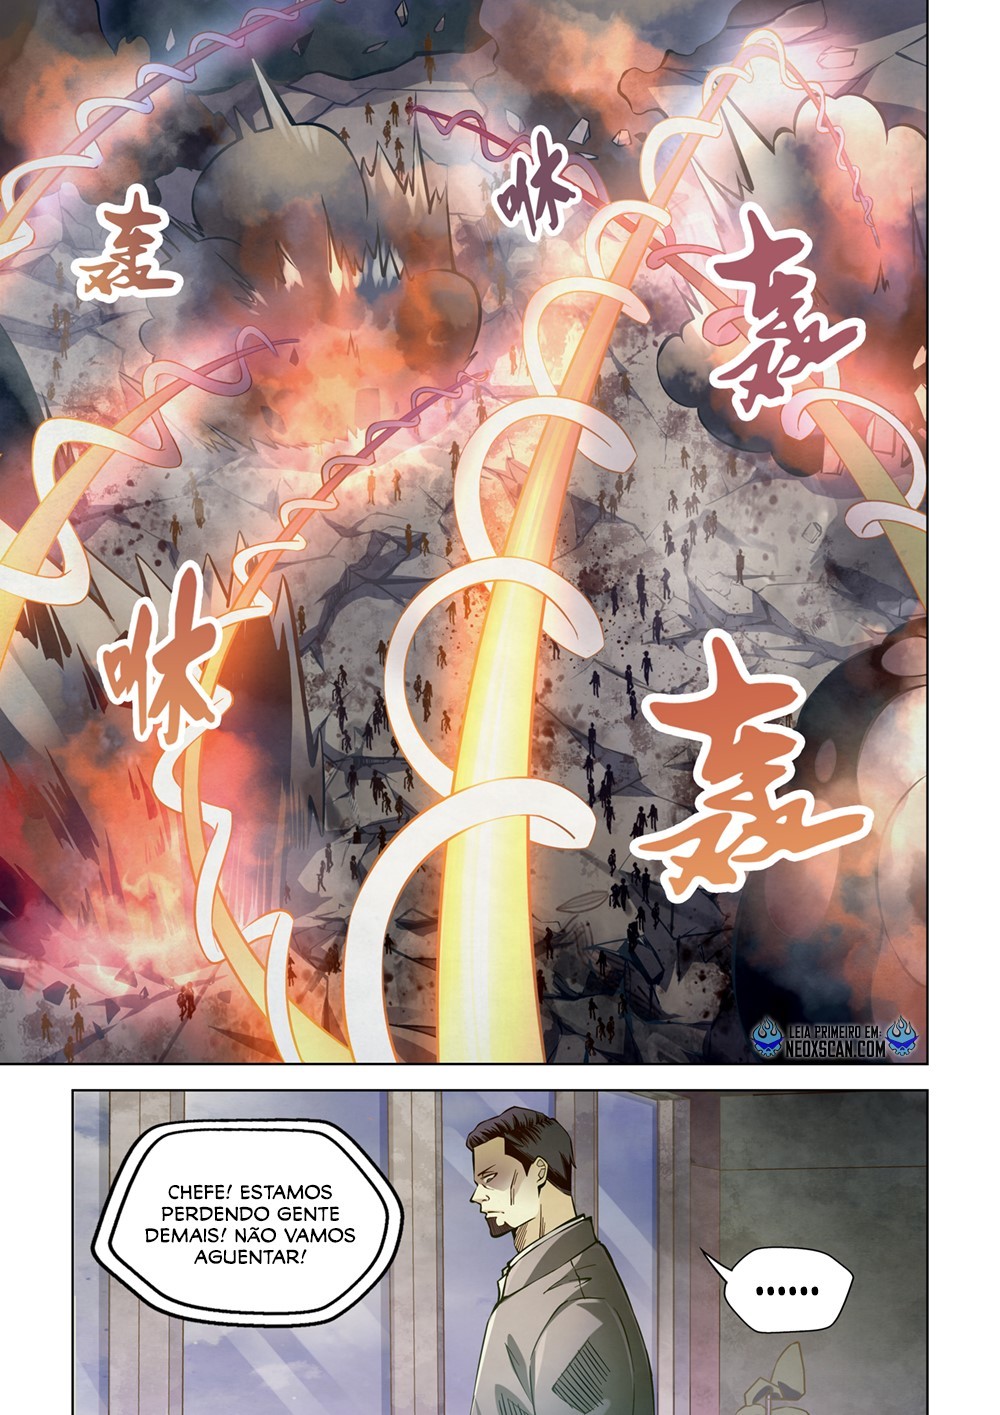 咻
轰
轰
咻
轰
LEIA PRIMEIRO EM:
NEOXSCAN.COM
CHEFE! ESTAMOS
PERDENDO GENTE
DEMAIS! NÃO VAMOS
AGUENTAR!
......